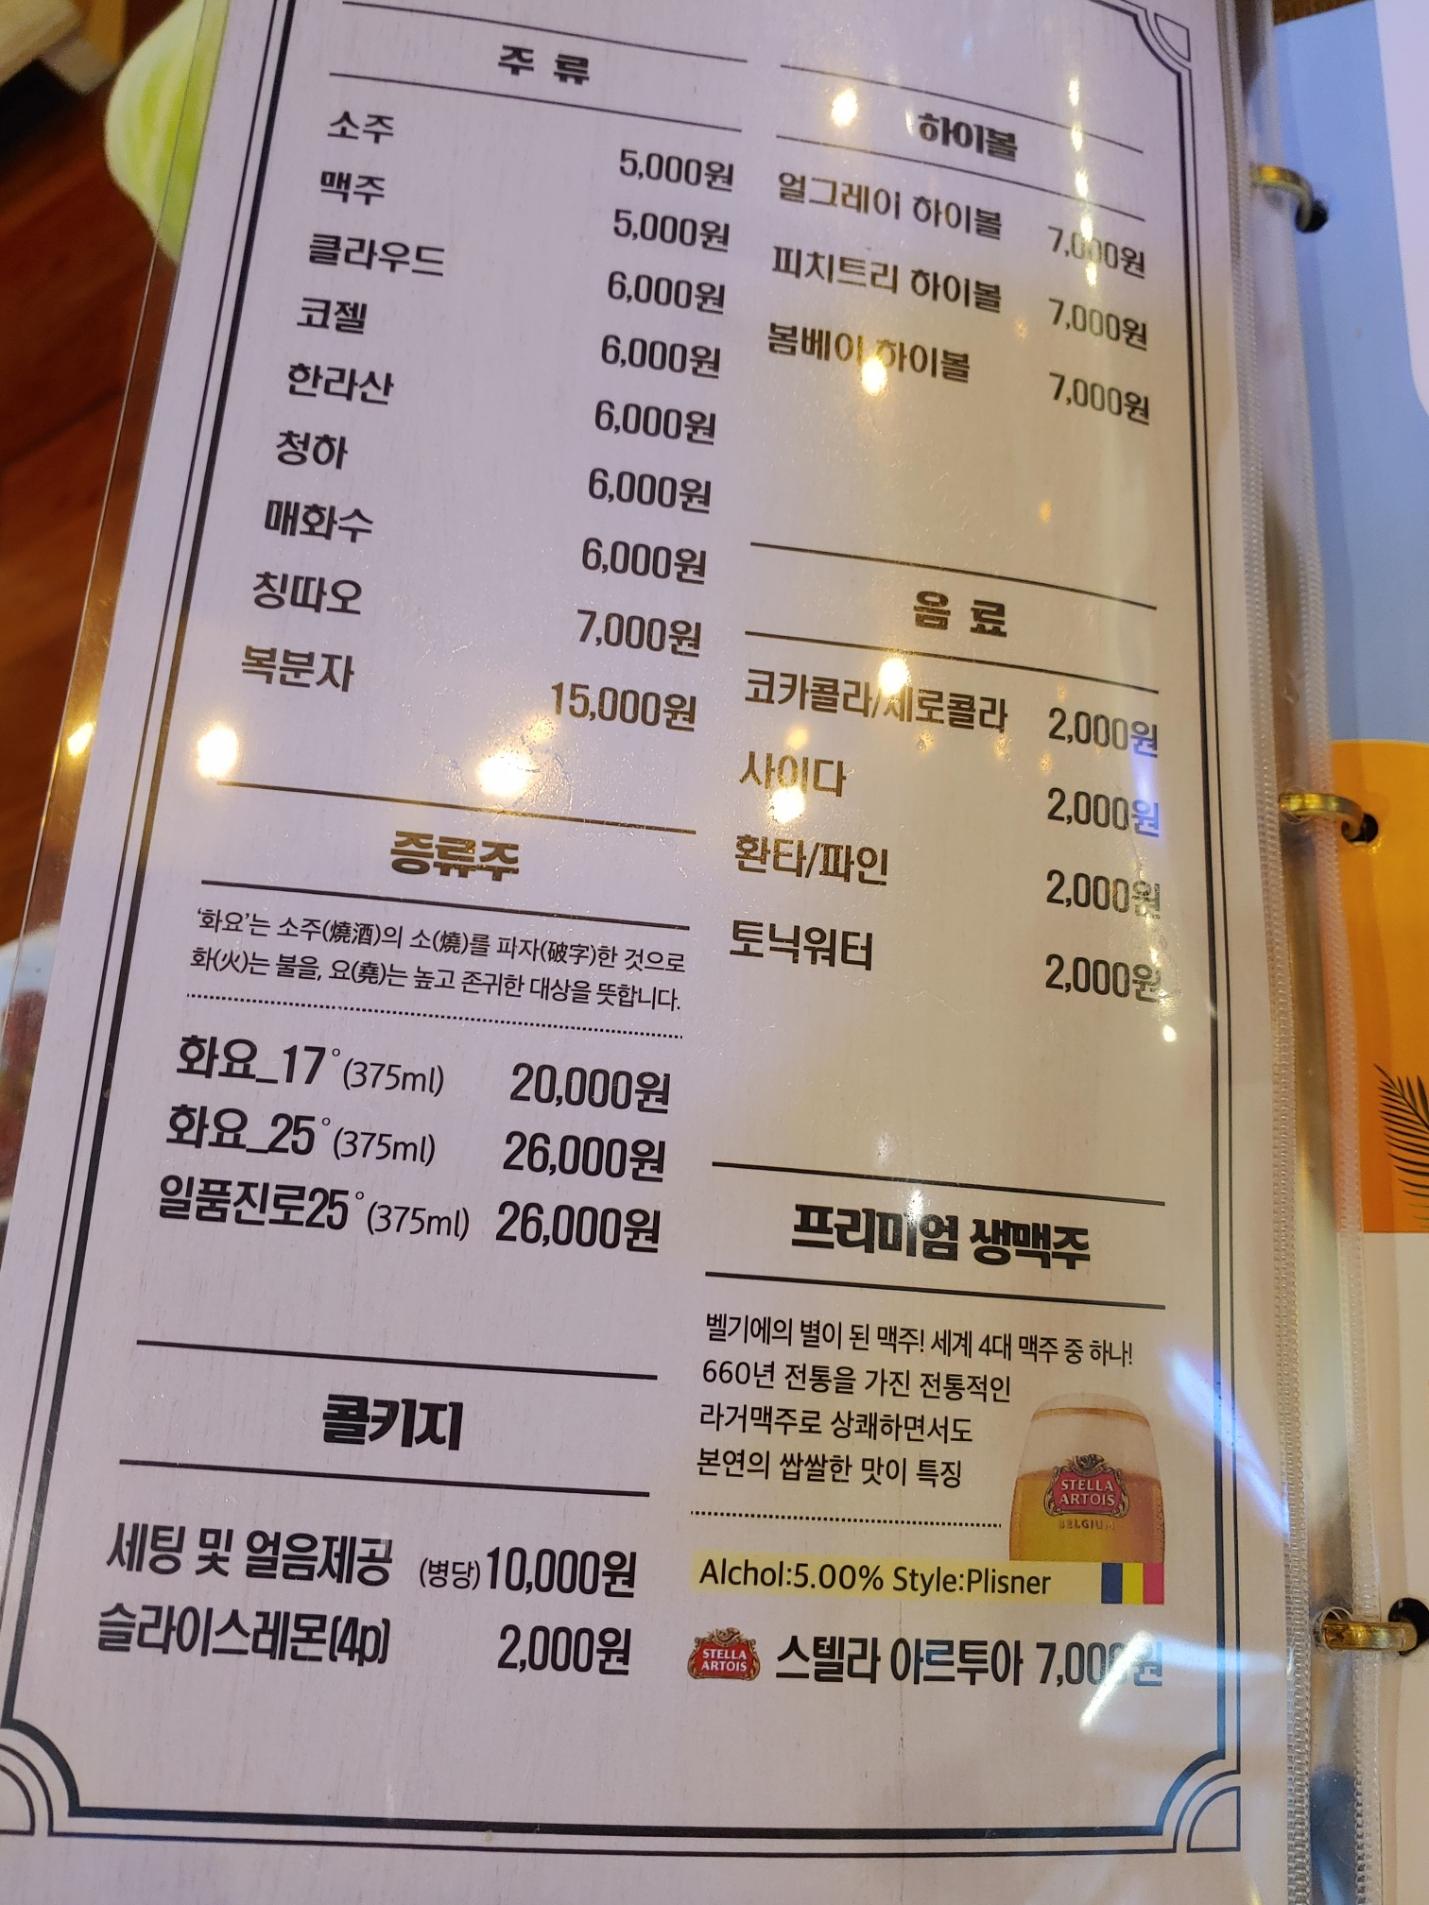 주 류
소주 5,000원
맥주 5,000원
클라우드 6,000원
코젤 6,000원
한라산 6,000원
청하 6,000원
매화수 6,000원
칭따오 7,000원
복분자 15,000원
증류주
‘화요’는 소주(燒酒)의 소(燒)를 파자(破字)한 것으로
화(火)는 불을, 요(堯)는 높고 존귀한 대상을 뜻합니다.
화요_17°(375ml) 20,000원
화요_25°(375ml) 26,000원
일품진로25°(375ml) 26,000원
콜키지
세팅 및 얼음제공 (병당)10,000원
슬라이스레몬(4p) 2,000원
하이볼
얼그레이 하이볼 7,000원
피치트리 하이볼 7,000원
봄베이 하이볼 7,000원
음 료
코카콜라/제로콜라 2,000원
사이다 2,000원
환타/파인 2,000원
토닉워터 2,000원
프리미엄 생맥주
벨기에의 별이 된 맥주! 세계 4대 맥주 중 하나!
660년 전통을 가진 전통적인
라거맥주로 상쾌하면서도
본연의 쌉쌀한 맛이 특징
STELLA
ARTOIS
BELGIUM
Alchol:5.00% Style:Plisner
STELLA
ARTOIS
스텔라 아르투아 7,000원